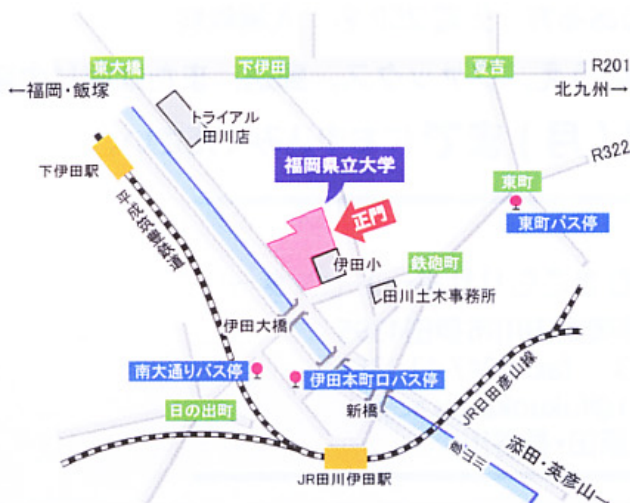 東大橋
下伊田
夏吉
R201
←福岡・飯塚
北九州→
トライアル
田川店
R322
下伊田駅
福岡県立大学
東町
正門
東町バス停
平成筑豊鉄道
伊田小
鉄砲町
田川土木事務所
伊田大橋
南大通りバス停
伊田本町口バス停
JR日田彦山線
日の出町
新橋
彦山川
添田・英彦山→
JR田川伊田駅